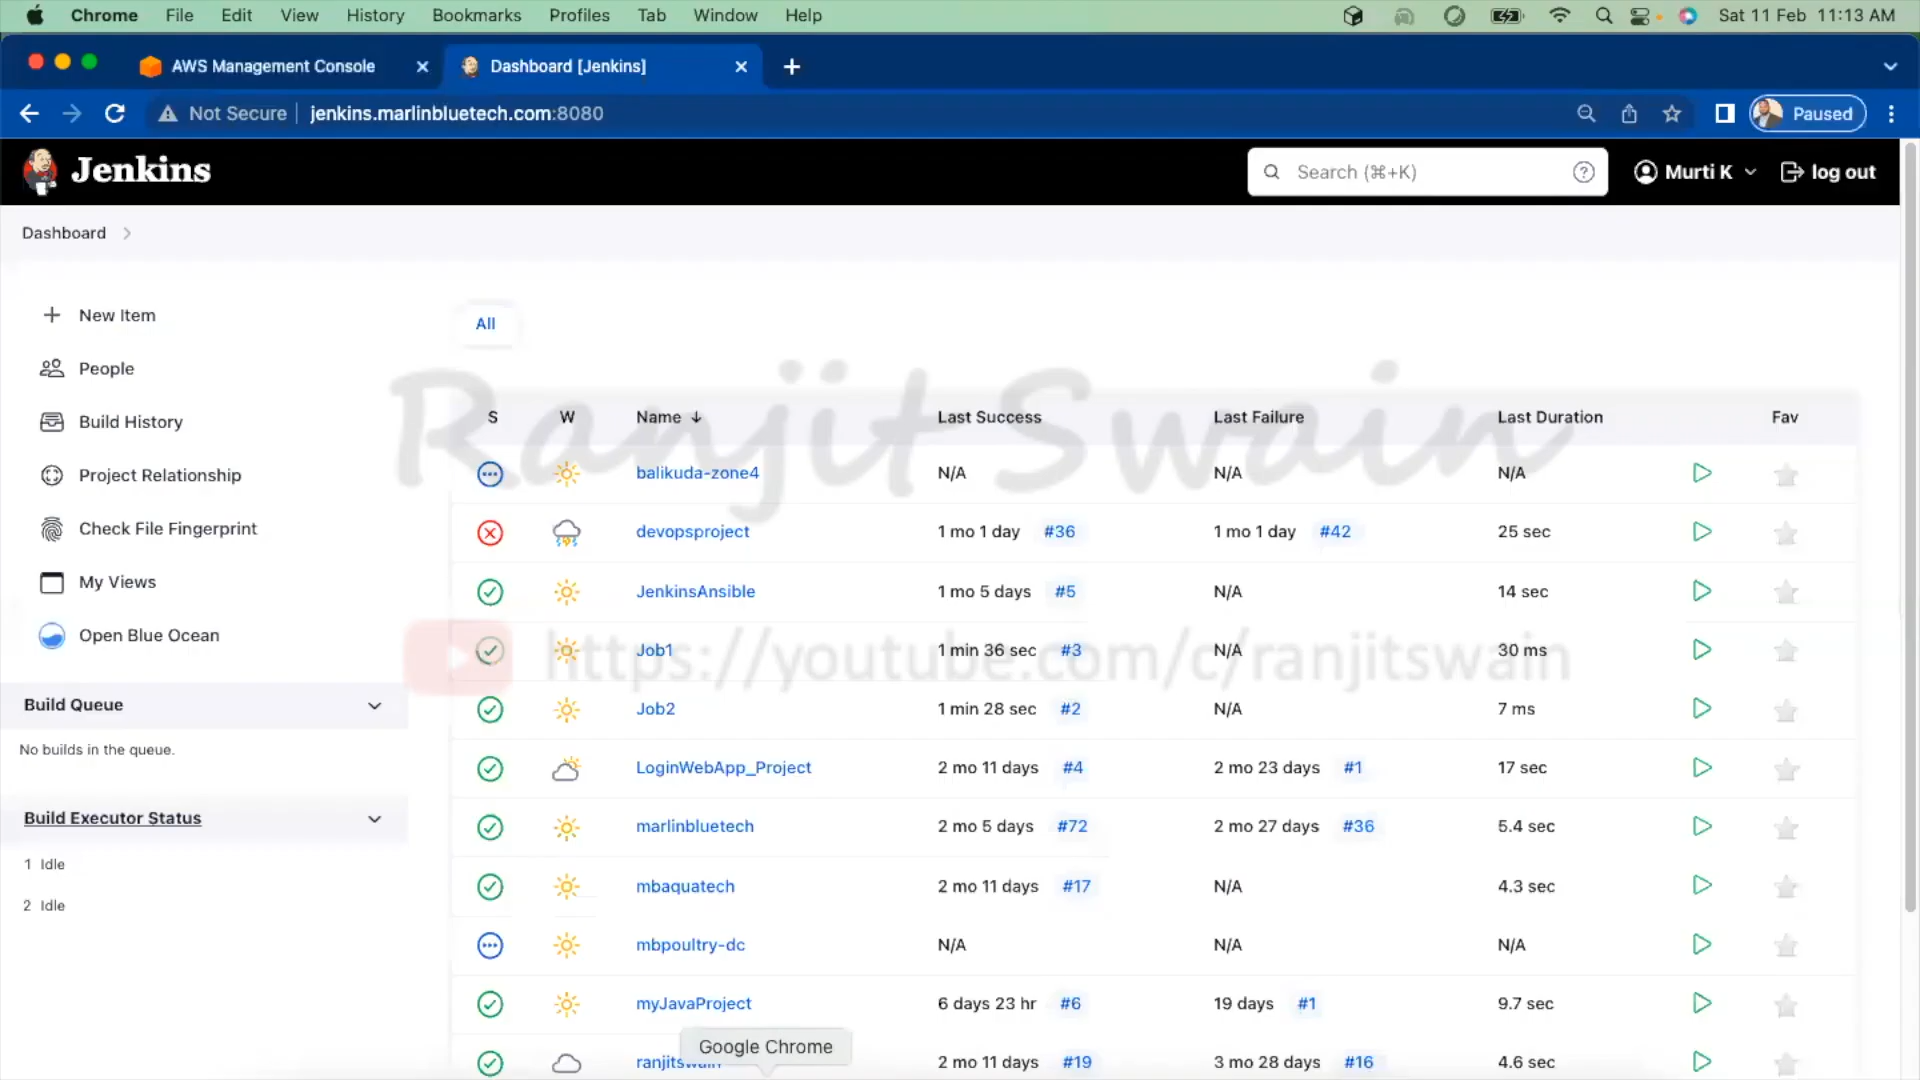 Chrome File Edit View History Bookmarks Profiles Tab Window Help Sat 11 Feb 11:13 AM
AWS Management Console Dashboard [Jenkins]
Not Secure jenkins.marlinbluetech.com:8080 Paused
Jenkins Search (⌘+K) Murti K log out
Dashboard
New Item
People
Build History
Project Relationship
Check File Fingerprint
My Views
Open Blue Ocean
Build Queue
No builds in the queue.
Build Executor Status
1 Idle
2 Idle
All
Ranjit Swain
https://youtube.com/c/ranjitswain
S W Name ↓ Last Success Last Failure Last Duration Fav
balikuda-zone4 N/A N/A N/A
devopsproject 1 mo 1 day #36 1 mo 1 day #42 25 sec
JenkinsAnsible 1 mo 5 days #5 N/A 14 sec
Job1 1 min 36 sec #3 N/A 30 ms
Job2 1 min 28 sec #2 N/A 7 ms
LoginWebApp_Project 2 mo 11 days #4 2 mo 23 days #1 17 sec
marlinbluetech 2 mo 5 days #72 2 mo 27 days #36 5.4 sec
mbaquatech 2 mo 11 days #17 N/A 4.3 sec
mbpoultry-dc N/A N/A N/A
myJavaProject 6 days 23 hr #6 19 days #1 9.7 sec
ranjitswain 2 mo 11 days #19 3 mo 28 days #16 4.6 sec
Google Chrome